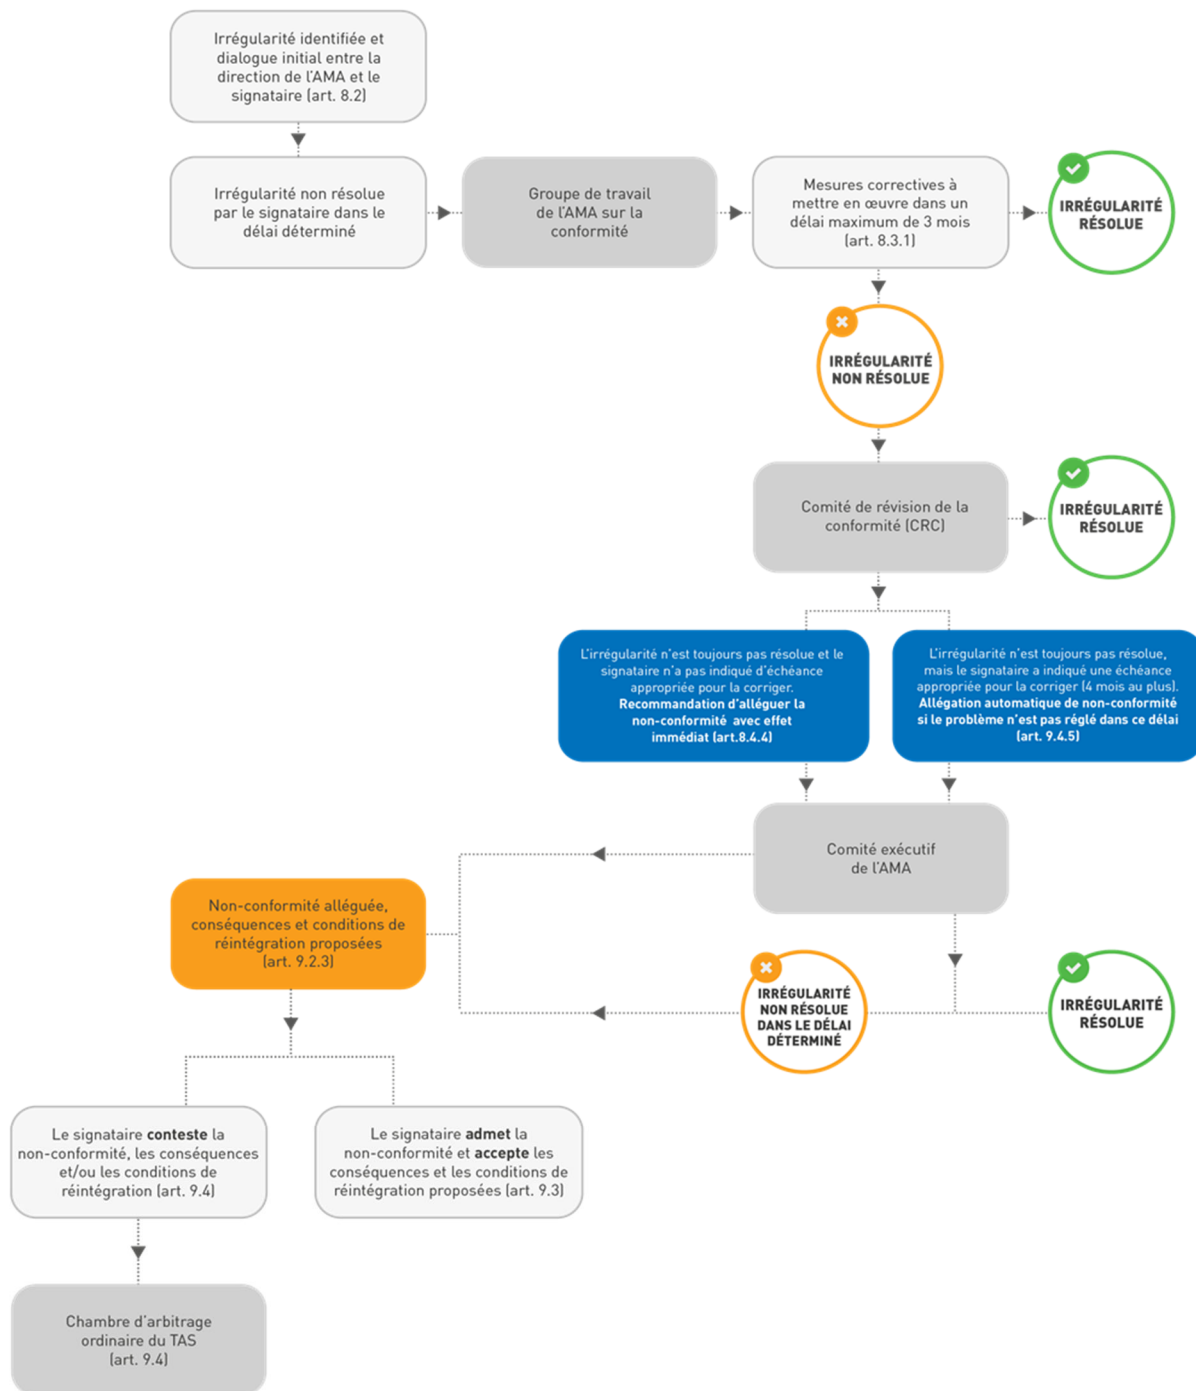 Irrégularité identifiée et
dialogue initial entre la
direction de l'AMA et le
signataire (art. 8.2)
Irrégularité non résolue
par le signataire dans le
délai déterminé
Groupe de travail
de l'AMA sur la
conformité
Mesures correctives à
mettre en œuvre dans un
délai maximum de 3 mois
(art. 8.3.1)
IRRÉGULARITÉ
RÉSOLUE
IRRÉGULARITÉ
NON RÉSOLUE
Comité de révision de la
conformité (CRC)
IRRÉGULARITÉ
RÉSOLUE
L'irrégularité n'est toujours pas résolue et le
signataire n'a pas indiqué d'échéance
appropriée pour la corriger.
Recommandation d'alléguer la
non-conformité avec effet
immédiat (art.8.4.4)
L'irrégularité n'est toujours pas résolue,
mais le signataire a indiqué une échéance
appropriée pour la corriger (4 mois au plus).
Allégation automatique de non-conformité
si le problème n'est pas réglé dans ce délai
(art. 9.4.5)
Comité exécutif
de l'AMA
Non-conformité alléguée,
conséquences et conditions de
réintégration proposées
(art. 9.2.3)
IRRÉGULARITÉ
NON RÉSOLUE
DANS LE DÉLAI
DÉTERMINÉ
IRRÉGULARITÉ
RÉSOLUE
Le signataire conteste la
non-conformité, les conséquences
et/ou les conditions de
réintégration (art. 9.4)
Le signataire admet la
non-conformité et accepte les
conséquences et les conditions de
réintégration proposées (art. 9.3)
Chambre d'arbitrage
ordinaire du TAS
(art. 9.4)